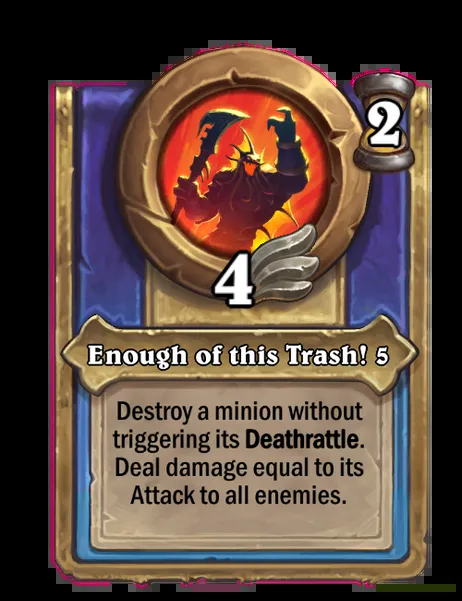 2
4
Enough of this Trash! 5
Destroy a minion without
triggering its Deathrattle.
Deal damage equal to its
Attack to all enemies.